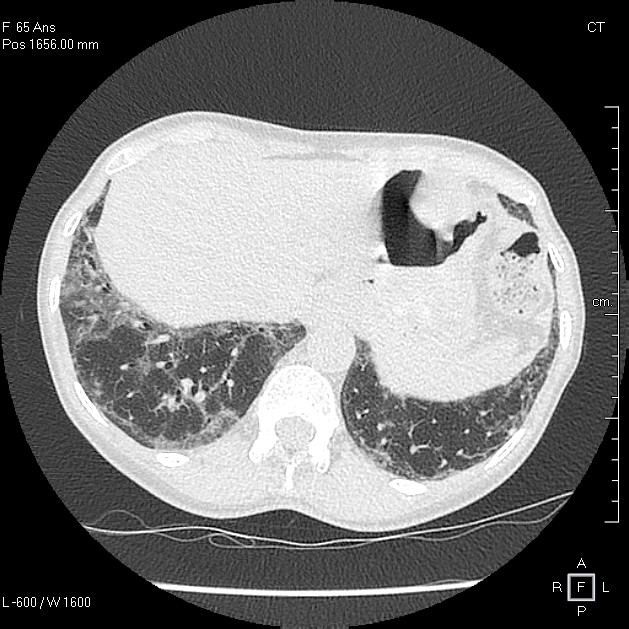 F 65 Ans
CT
Pos 1656.00 mm
cm.
A
R F L
P
L-600 / W 1600